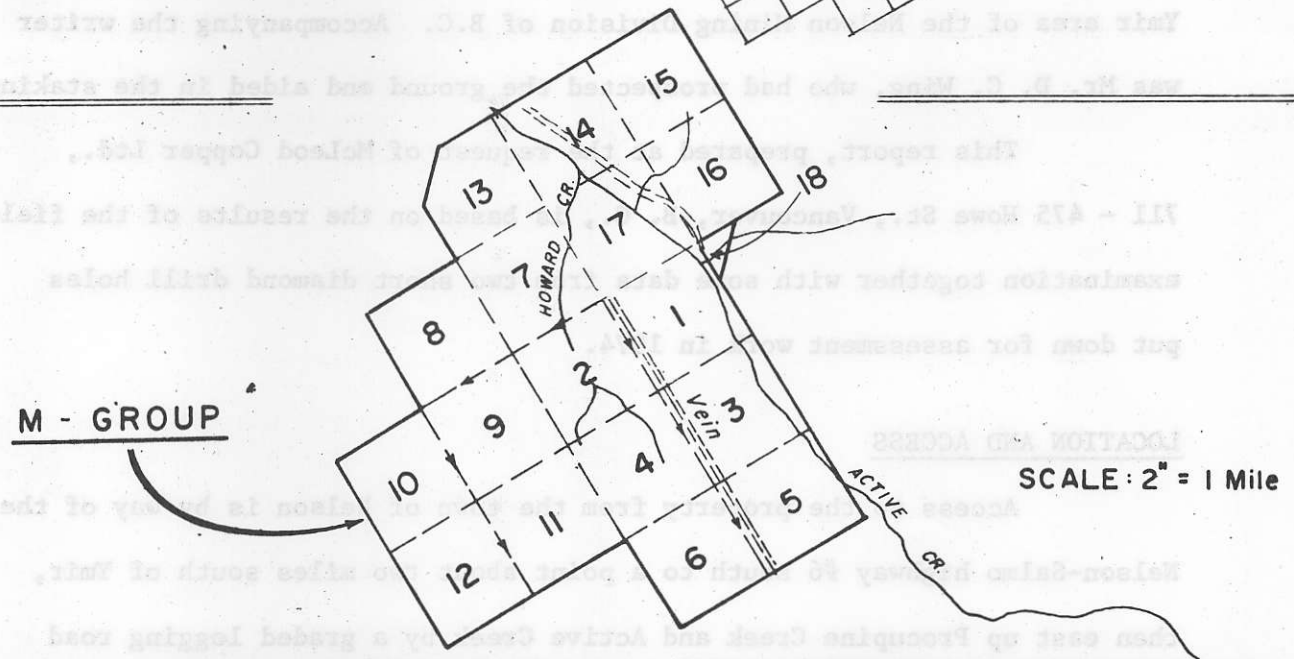 Ymir area of the Nelson Mining Division of B.C. Accompanying the writer
was Mr. D. C. Wing, who had prospected the ground and aided in the stakin
This report, prepared at the request of McLeod Copper Ltd.,
711 - 475 Howe St., Vancouver, B. C., is based on the results of the fiel
examination together with some data from two short diamond drill holes
put down for assessment work in 1974.
LOCATION AND ACCESS
Access to the property from the town of Nelson is by way of the
Nelson-Salmo highway #6 south to a point about two miles south of Ymir,
then east up Procupine Creek and Active Creek by a graded logging road
15
14
13
16
18
17
HOWARD CR.
7
8
1
2
9
3
Vein
M - GROUP
4
10
11
5
6
12
ACTIVE CR.
SCALE: 2" = 1 Mile